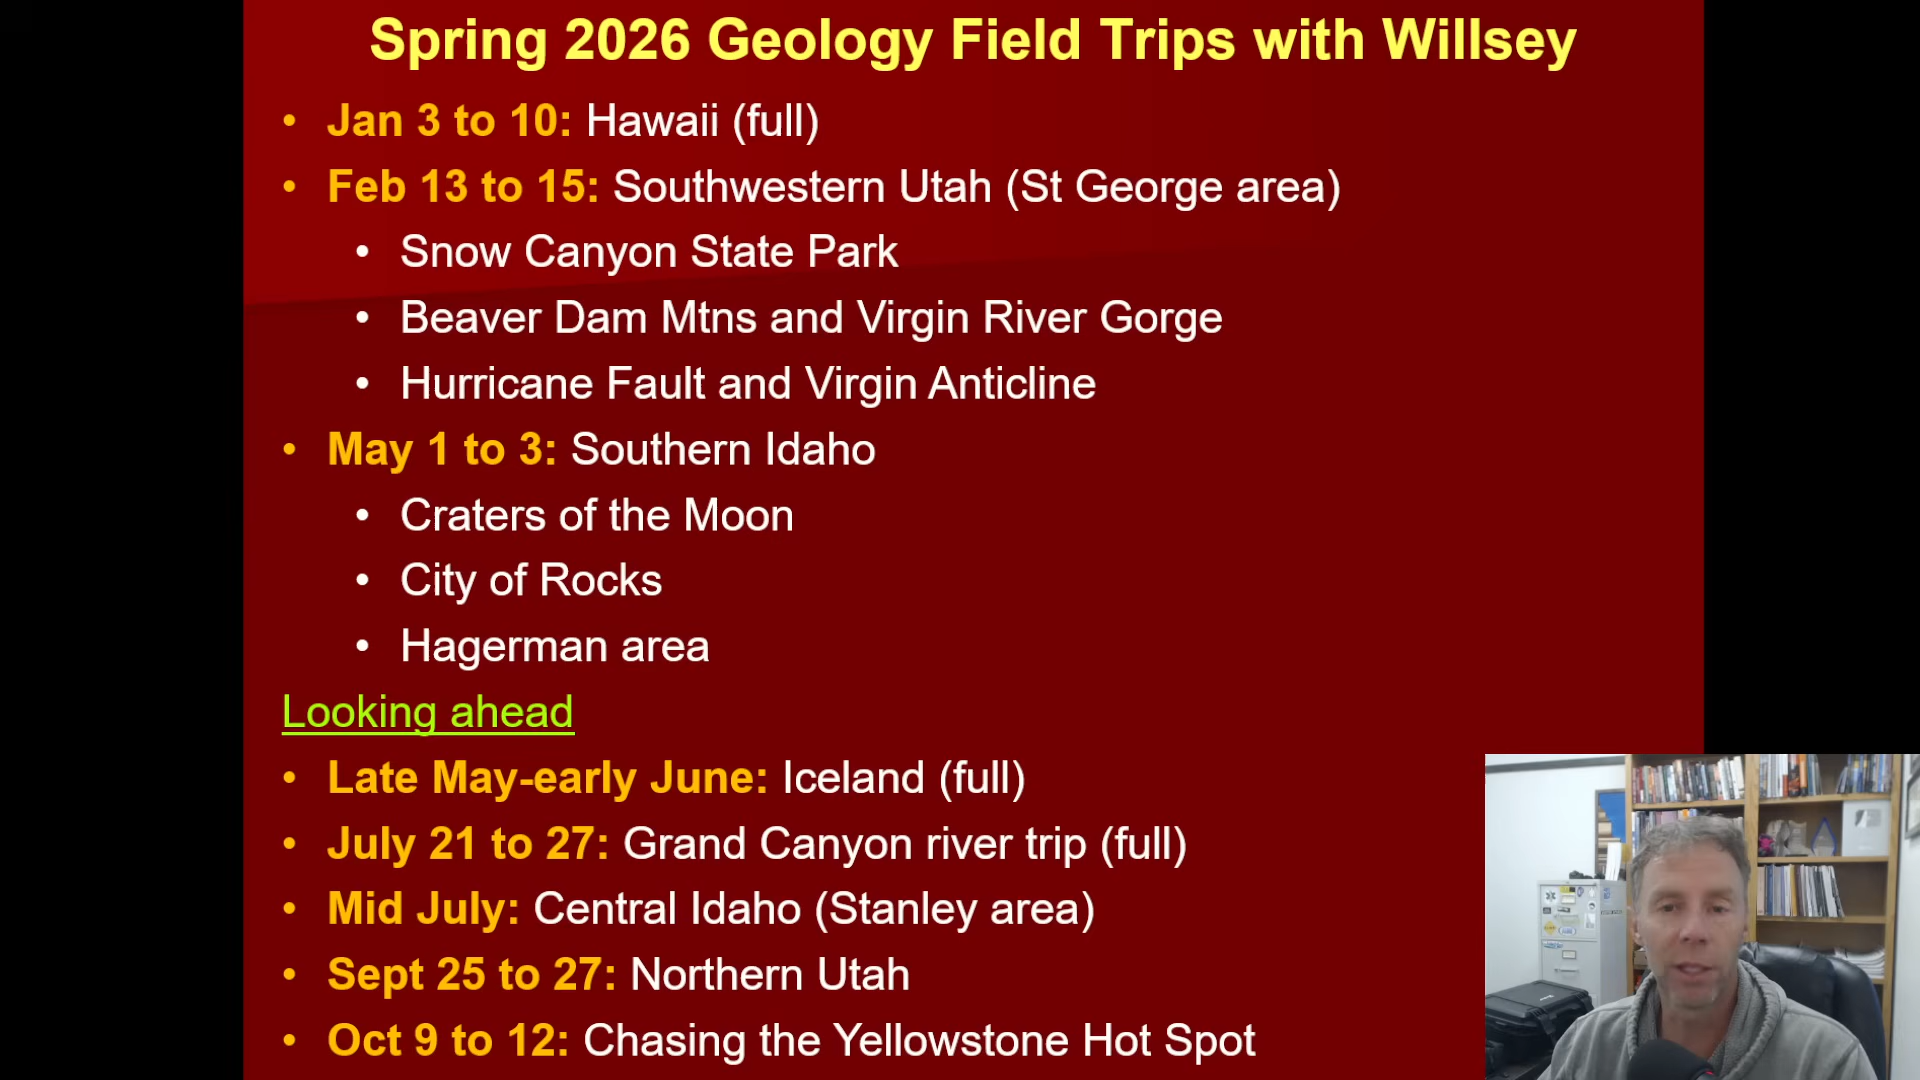 Spring 2026 Geology Field Trips with Willsey
• Jan 3 to 10: Hawaii (full)
• Feb 13 to 15: Southwestern Utah (St George area)
• Snow Canyon State Park
• Beaver Dam Mtns and Virgin River Gorge
• Hurricane Fault and Virgin Anticline
• May 1 to 3: Southern Idaho
• Craters of the Moon
• City of Rocks
• Hagerman area
Looking ahead
• Late May-early June: Iceland (full)
• July 21 to 27: Grand Canyon river trip (full)
• Mid July: Central Idaho (Stanley area)
• Sept 25 to 27: Northern Utah
• Oct 9 to 12: Chasing the Yellowstone Hot Spot